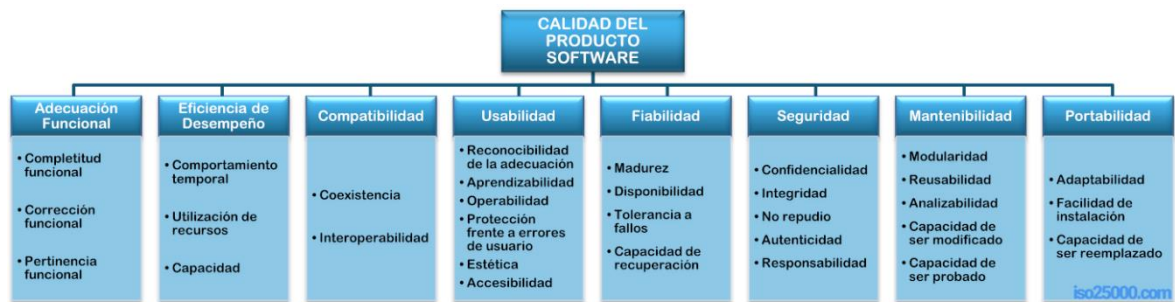 CALIDAD DEL
PRODUCTO
SOFTWARE
Adecuación
Funcional
• Completitud
funcional
• Corrección
funcional
• Pertinencia
funcional
Eficiencia de
Desempeño
• Comportamiento
temporal
• Utilización de
recursos
• Capacidad
Compatibilidad
• Coexistencia
• Interoperabilidad
Usabilidad
• Reconocibilidad
de la adecuación
• Aprendizabilidad
• Operabilidad
• Protección
frente a errores
de usuario
• Estética
• Accesibilidad
Fiabilidad
• Madurez
• Disponibilidad
• Tolerancia a
fallos
• Capacidad de
recuperación
Seguridad
• Confidencialidad
• Integridad
• No repudio
• Autenticidad
• Responsabilidad
Mantenibilidad
• Modularidad
• Reusabilidad
• Analizabilidad
• Capacidad de
ser modificado
• Capacidad de
ser probado
Portabilidad
• Adaptabilidad
• Facilidad de
instalación
• Capacidad de
ser reemplazado
iso25000.com